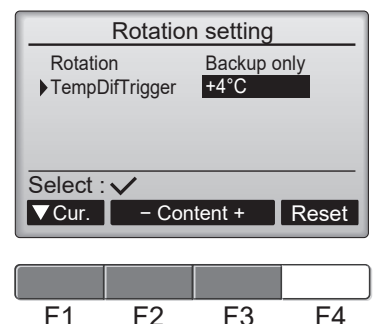 Rotation setting
Rotation Backup only
TempDifTrigger +4°C
Select :
Cur. − Content + Reset
F1 F2 F3 F4